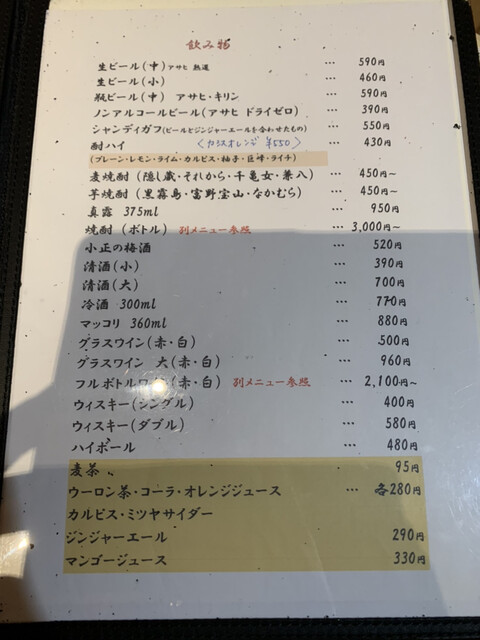 飲み物
生ビール(中)アサヒ 熟選 … 590円
生ビール(小) … 460円
瓶ビール(中) アサヒ・キリン … 590円
ノンアルコールビール(アサヒ ドライゼロ) … 390円
シャンディガフ(ビールとジンジャーエールを合わせたもの) … 550円
酎ハイ 〈カシスオレンジ ¥550〉 … 430円
(プレーン・レモン・ライム・カルピス・柚子・巨峰・ライチ)
麦焼酎(隠し蔵・それから・千亀女・兼八) … 450円~
芋焼酎(黒霧島・富野宝山・なかむら) … 450円~
真露 375ml … 950円
焼酎(ボトル) 別メニュー参照 … 3,000円~
小正の梅酒 … 520円
清酒(小) … 390円
清酒(大) … 700円
冷酒 300ml … 770円
マッコリ 360ml … 880円
グラスワイン(赤・白) … 500円
グラスワイン 大(赤・白) … 960円
フルボトルワイン(赤・白) 別メニュー参照 … 2,100円~
ウィスキー(シングル) … 400円
ウィスキー(ダブル) … 580円
ハイボール … 480円
麦茶 95円
ウーロン茶・コーラ・オレンジジュース … 各280円
カルピス・ミツヤサイダー
ジンジャーエール 290円
マンゴージュース 330円